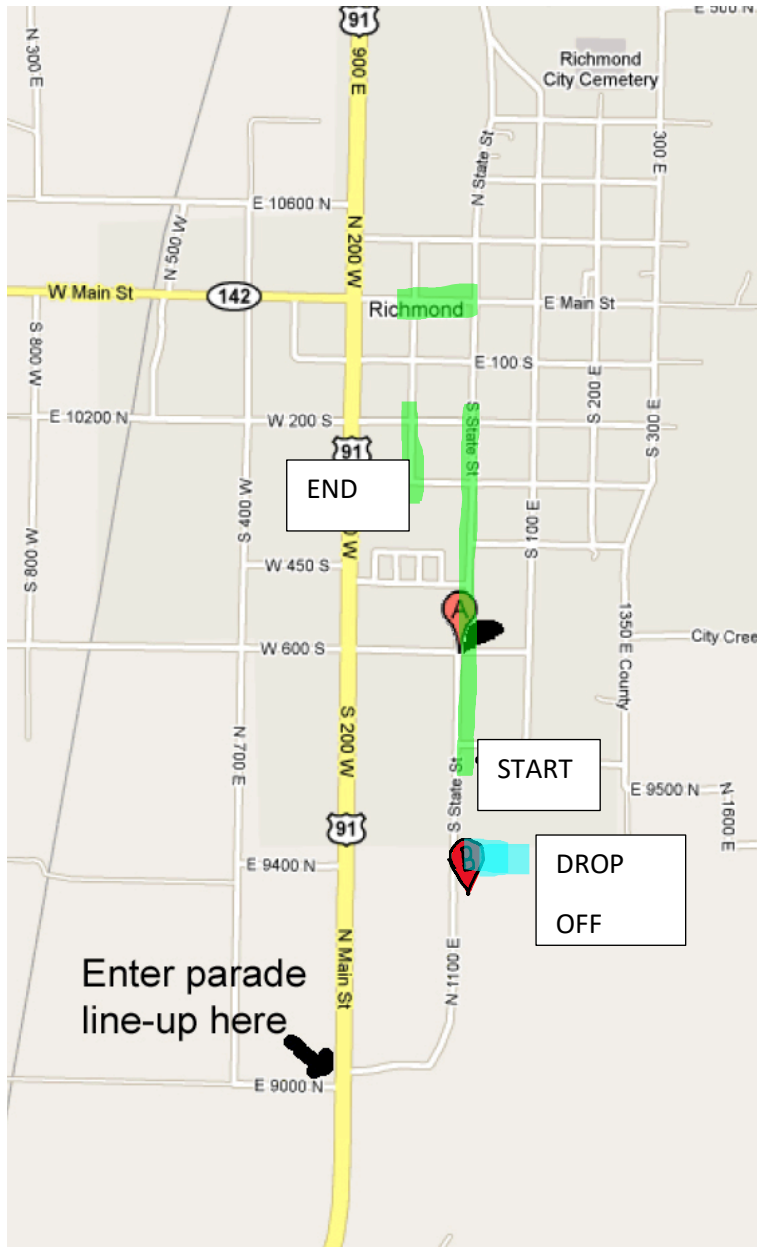 E 500 N
91
900 E
Richmond
City Cemetery
N 300 E
N State St
300 E
E 10600 N
N 500 W
N 200 W
W Main St
142
Richmond
E Main St
S 800 W
E 100 S
S 200 E
E 10200 N
W 200 S
S State St
S 300 E
91
END
S 400 W
S 100 E
W 450 S
S 800 W
A
1350 E County
W 600 S
City Cree
S 200 W
N 700 E
S State St
START
E 9500 N
N 1600 E
91
E 9400 N
B
DROP
OFF
N Main St
N 1100 E
Enter parade
line-up here
E 9000 N